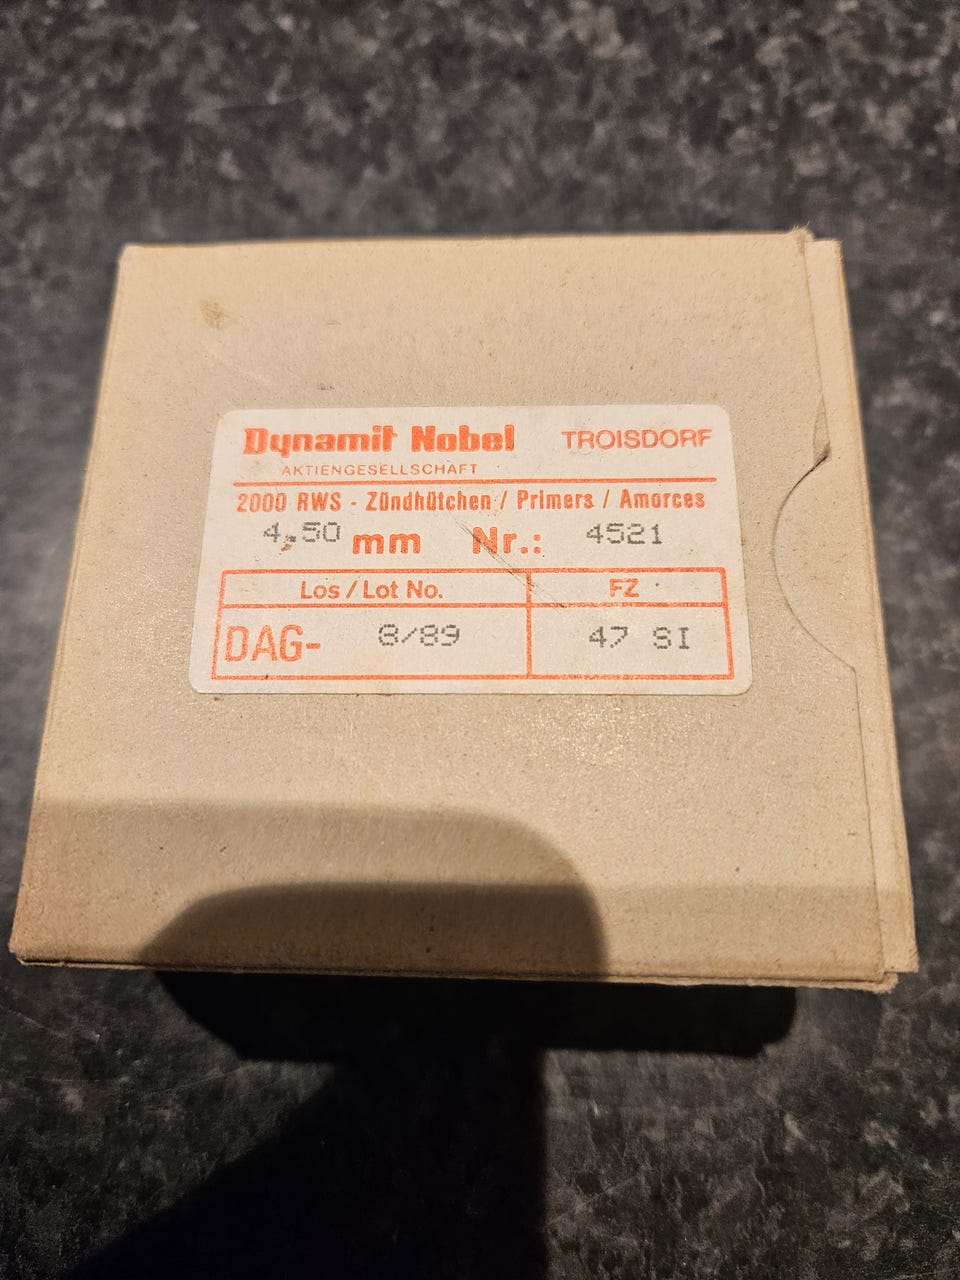 Dynamit Nobel TROISDORF
AKTIENGESELLSCHAFT
2000 RWS - Zündhütchen / Primers / Amorces
4,50 mm Nr.: 4521
Los / Lot No. FZ
DAG- 8/89 47 SI